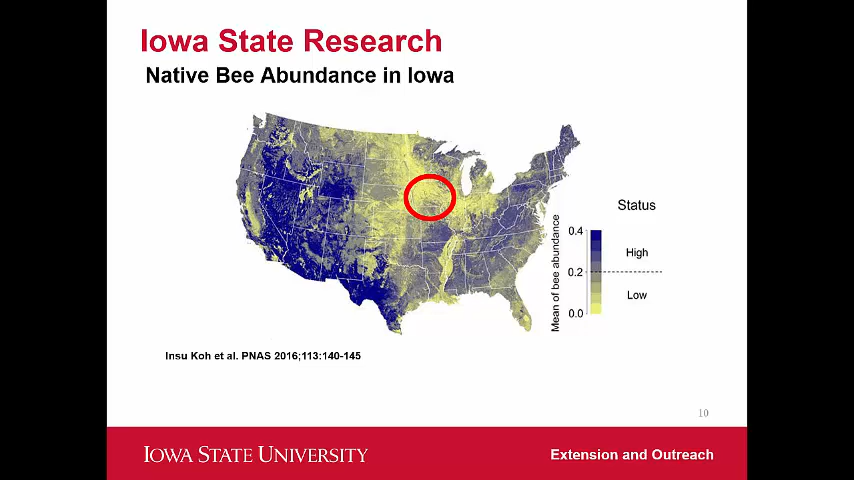 Iowa State Research
Native Bee Abundance in Iowa
Status
Mean of bee abundance
0.4
High
0.2
Low
0.0
Insu Koh et al. PNAS 2016;113:140-145
10
IOWA STATE UNIVERSITY
Extension and Outreach